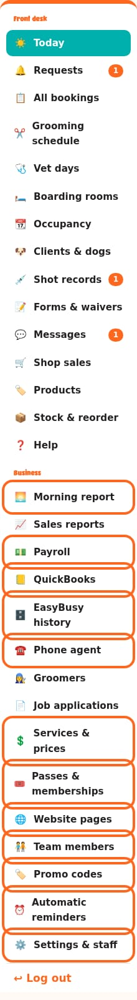 Front desk
Today
Requests 1
All bookings
Grooming
schedule
Vet days
Boarding rooms
Occupancy
Clients & dogs
Shot records 1
Forms & waivers
Messages 1
Shop sales
Products
Stock & reorder
Help
Business
Morning report
Sales reports
Payroll
QuickBooks
EasyBusy
history
Phone agent
Groomers
Job applications
Services &
prices
Passes &
memberships
Website pages
Team members
Promo codes
Automatic
reminders
Settings & staff
↩ Log out